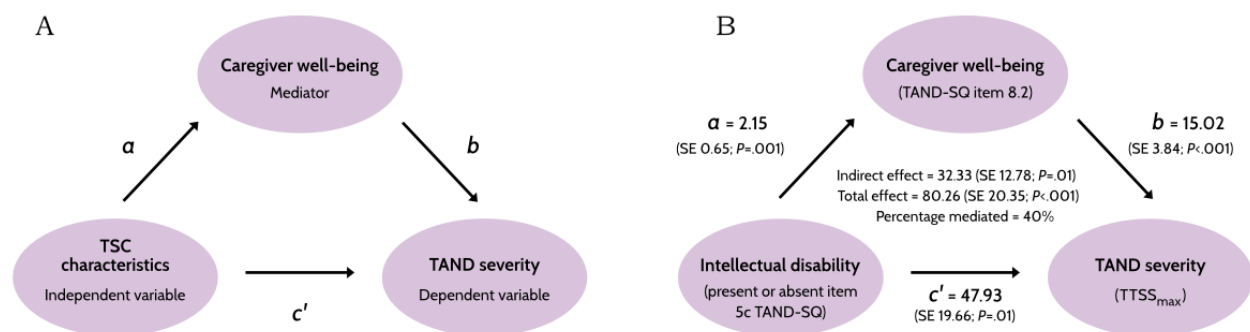 A
Caregiver well-being
Mediator
a
b
TSC
characteristics
Independent variable
c'
TAND severity
Dependent variable
B
Caregiver well-being
(TAND-SQ item 8.2)
a = 2.15
(SE 0.65; P=.001)
b = 15.02
(SE 3.84; P<.001)
Indirect effect = 32.33 (SE 12.78; P=.01)
Total effect = 80.26 (SE 20.35; P<.001)
Percentage mediated = 40%
Intellectual disability
(present or absent item
5c TAND-SQ)
c' = 47.93
(SE 19.66; P=.01)
TAND severity
(TTSSmax)